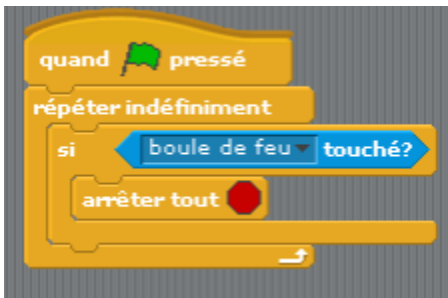 quand pressé
répéter indéfiniment
si boule de feu touché?
arrêter tout